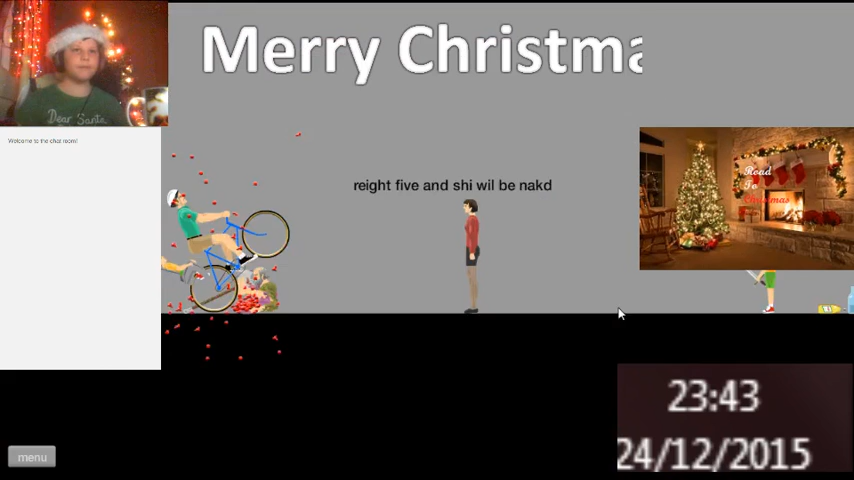 Merry Christma
Dear Santa
Welcome to the chat room!
reight five and shi wil be nakd
Road
To
Christmas
23:43
24/12/2015
menu